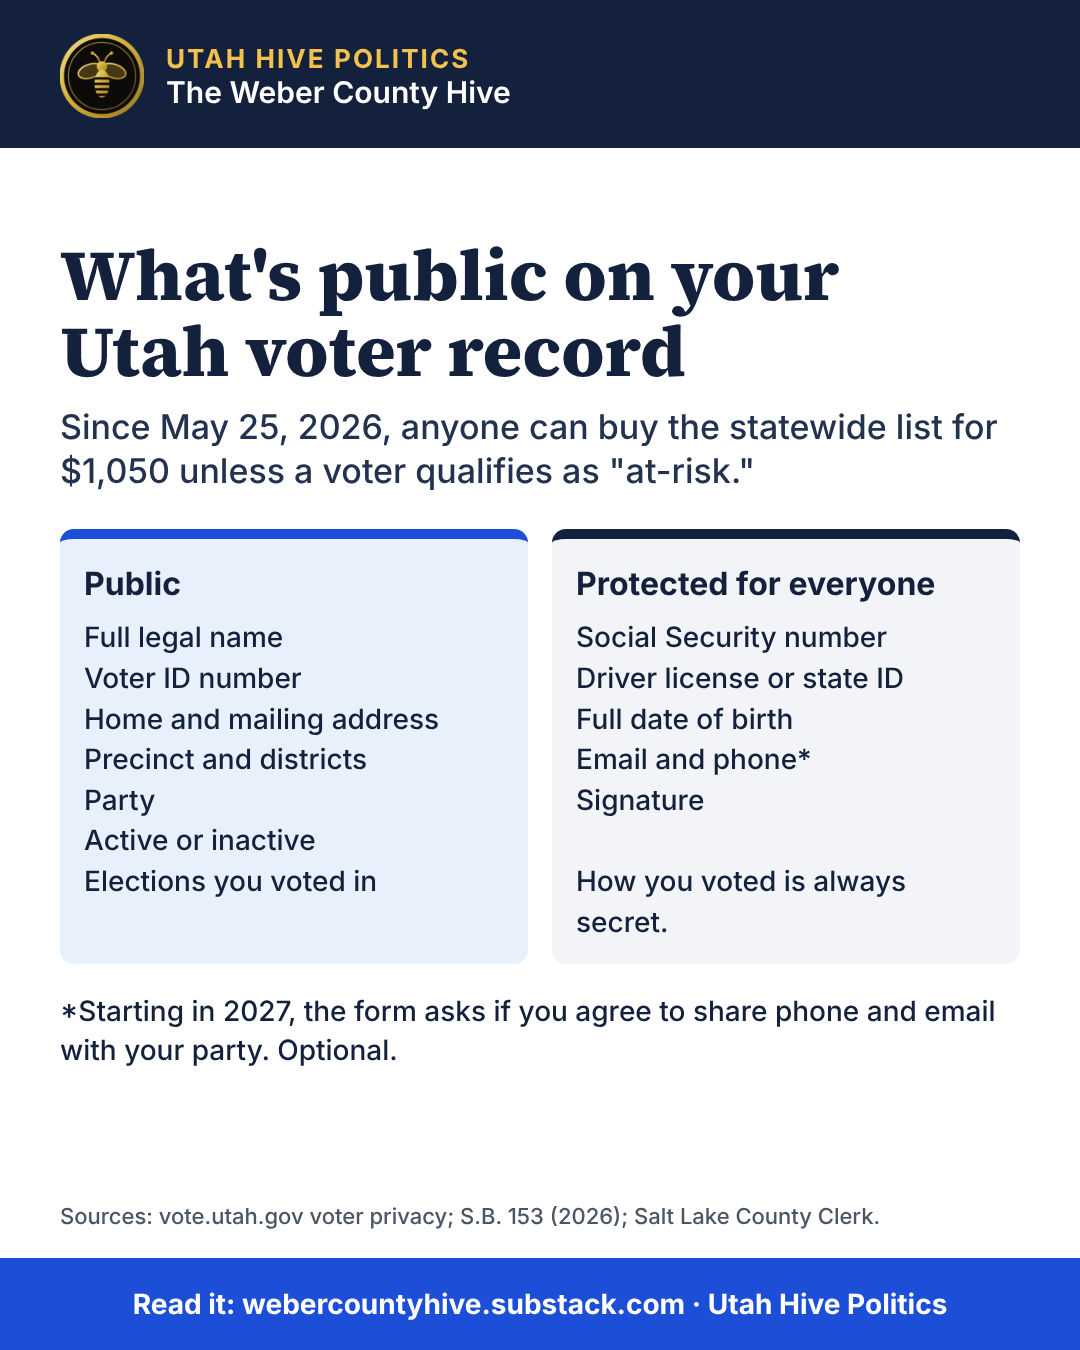 UTAH HIVE POLITICS
The Weber County Hive
What's public on your
Utah voter record
Since May 25, 2026, anyone can buy the statewide list for
$1,050 unless a voter qualifies as "at-risk."
Public
Full legal name
Voter ID number
Home and mailing address
Precinct and districts
Party
Active or inactive
Elections you voted in
Protected for everyone
Social Security number
Driver license or state ID
Full date of birth
Email and phone*
Signature
How you voted is always
secret.
*Starting in 2027, the form asks if you agree to share phone and email
with your party. Optional.
Sources: vote.utah.gov voter privacy; S.B. 153 (2026); Salt Lake County Clerk.
Read it: webercountyhive.substack.com · Utah Hive Politics